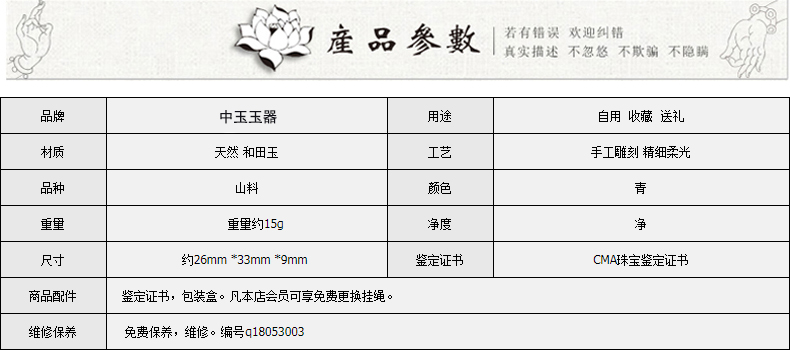 産品參數
若有错误 欢迎纠错
真实描述 不忽悠 不欺骗 不隐瞒
品牌 中玉玉器 用途 自用 收藏 送礼
材质 天然 和田玉 工艺 手工雕刻 精细柔光
品种 山料 颜色 青
重量 重量约15g 净度 净
尺寸 约26mm *33mm *9mm 鉴定证书 CMA珠宝鉴定证书
商品配件 鉴定证书，包装盒。凡本店会员可享免费更换挂绳。
维修保养 免费保养，维修。编号q18053003